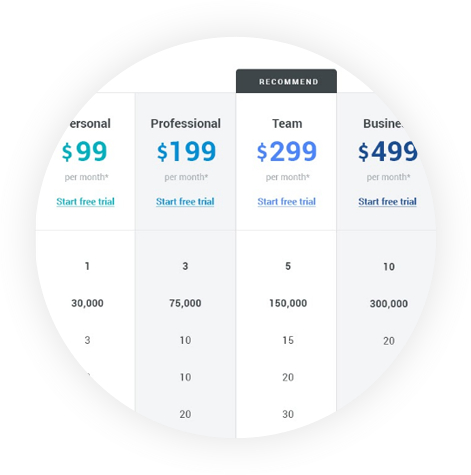 RECOMMEND
ersonal Professional Team Busine
$99 $199 $299 $499
per month* per month* per month* per month*
Start free trial Start free trial Start free trial Start free trial
1 3 5 10
30,000 75,000 150,000 300,000
3 10 15 20
10 20
20 30